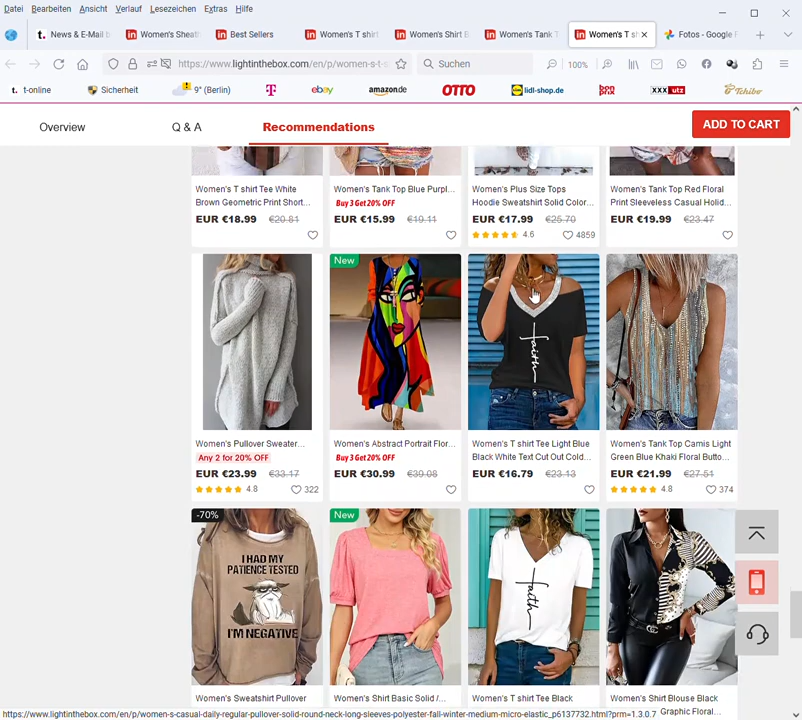 Datei Bearbeiten Ansicht Verlauf Lesezeichen Extras Hilfe
News & E-Mail b
Women's Sheath
Best Sellers
Women's T shirt
Women's Shirt B
Women's Tank T
Women's T sh
Fotos - Google F
https://www.lightinthebox.com/en/p/women-s-t-s
100%
Suchen
t-online
Sicherheit
9° (Berlin)
ebay
amazon.de
OTTO
lidl-shop.de
bon prix
XXXLutz
Tchibo
Overview
Q & A
Recommendations
ADD TO CART
Women's T shirt Tee White
Brown Geometric Print Short...
EUR €18.99 €20.81
Women's Tank Top Blue Purpl...
Buy 3 Get 20% OFF
EUR €15.99 €19.11
Women's Plus Size Tops
Hoodie Sweatshirt Solid Color...
EUR €17.99 €25.70
4.6 4859
Women's Tank Top Red Floral
Print Sleeveless Casual Holid...
EUR €19.99 €23.47
New
faith
Women's Pullover Sweater...
Any 2 for 20% OFF
EUR €23.99 €33.17
4.8 322
Women's Abstract Portrait Flor...
Buy 3 Get 20% OFF
EUR €30.99 €39.08
Women's T shirt Tee Light Blue
Black White Text Cut Out Cold...
EUR €16.79 €23.13
Women's Tank Top Camis Light
Green Blue Khaki Floral Butto...
EUR €21.99 €27.51
4.8 374
-70%
I HAD MY
PATIENCE TESTED
I'M NEGATIVE
New
faith
Women's Sweatshirt Pullover
Women's Shirt Basic Solid /...
Women's T shirt Tee Black
Women's Shirt Blouse Black
Graphic Floral...
https://www.lightinthebox.com/en/p/women-s-casual-daily-regular-pullover-solid-round-neck-long-sleeves-polyester-fall-winter-medium-micro-elastic_p6137732.html?prm=1.3.0.7